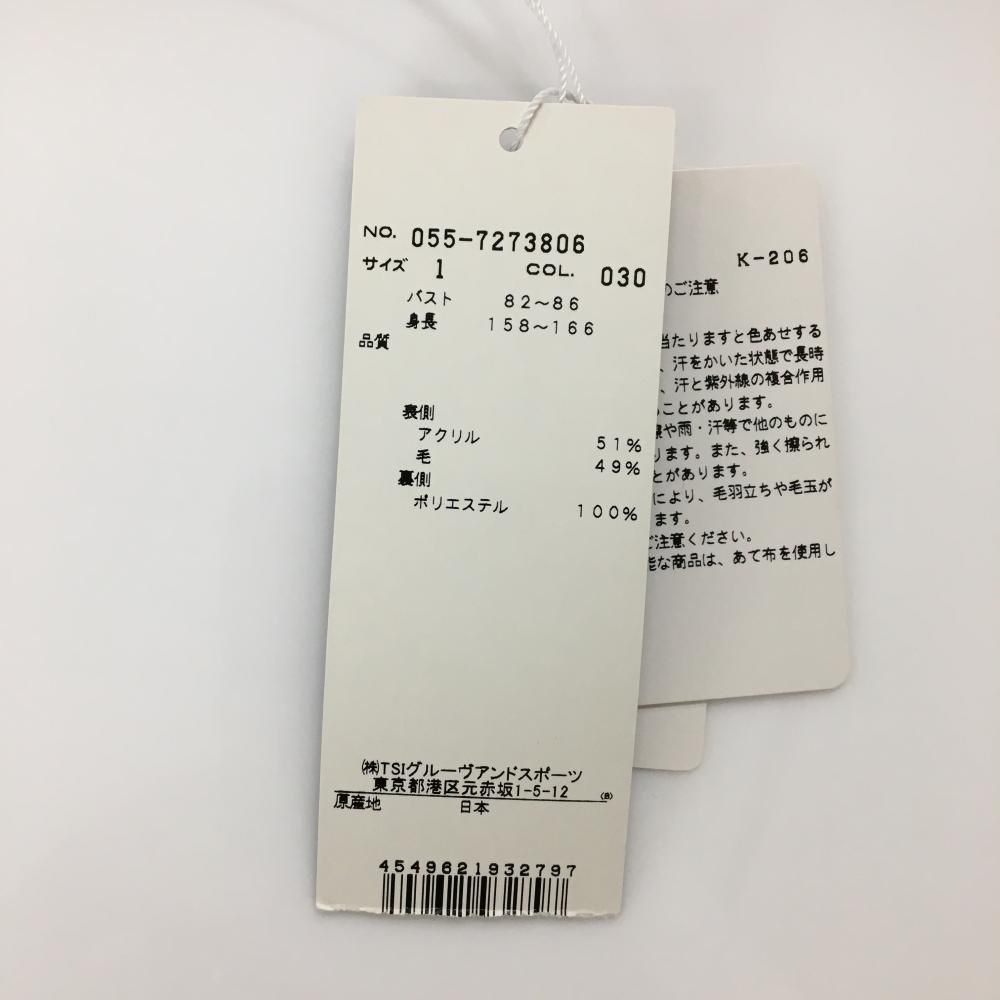 NO. 055-7273806
サイズ 1 COL. 030
バスト 82～86
身長 158～166
品質
表側
アクリル 51%
毛 49%
裏側
ポリエステル 100%
㈱TSIグルーヴアンドスポーツ
東京都港区元赤坂1-5-12 (B)
原産地 日本
4549621932797
K-206
のご注意
当たりますと色あせする
、汗をかいた状態で長時
、汗と紫外線の複合作用
ることがあります。
や雨・汗等で他のものに
ります。また、強く擦られ
とがあります。
により、毛羽立ちや毛玉が
ます。
ご注意ください。
能な商品は、あて布を使用し